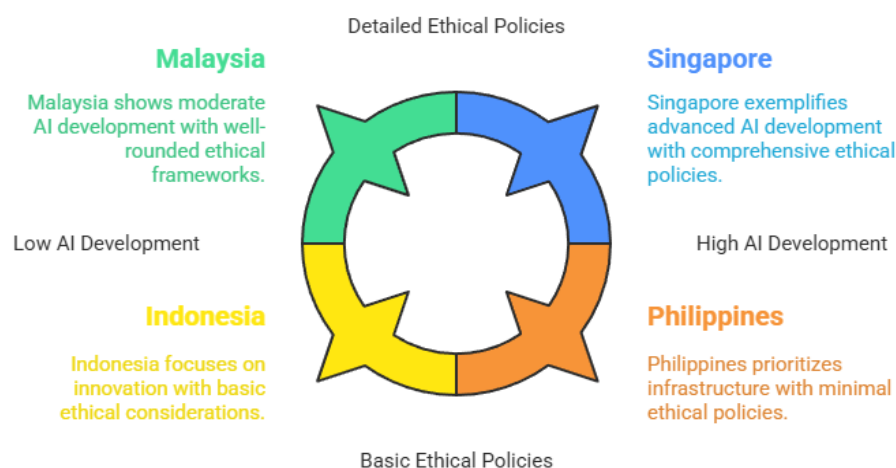 Detailed Ethical Policies
Malaysia
Malaysia shows moderate
AI development with well-
rounded ethical
frameworks.
Singapore
Singapore exemplifies
advanced AI development
with comprehensive ethical
policies.
Low AI Development
High AI Development
Indonesia
Indonesia focuses on
innovation with basic
ethical considerations.
Philippines
Philippines prioritizes
infrastructure with minimal
ethical policies.
Basic Ethical Policies